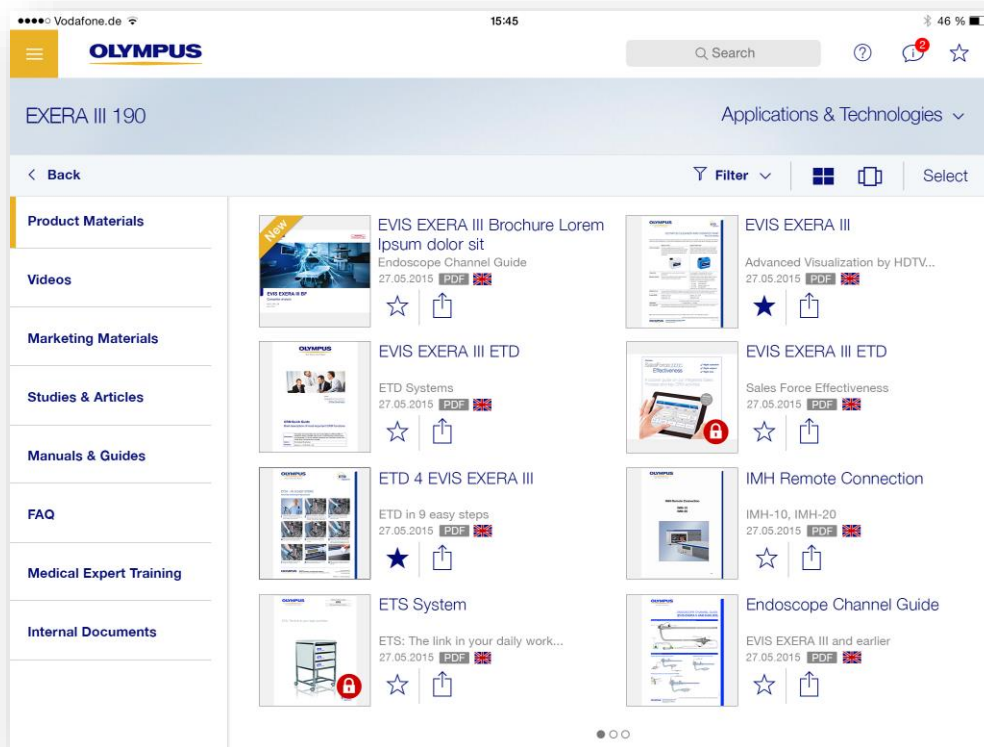 Vodafone.de 15:45 46 %
OLYMPUS Search 2
EXERA III 190 Applications & Technologies
Back Filter Select
Product Materials
Videos
Marketing Materials
Studies & Articles
Manuals & Guides
FAQ
Medical Expert Training
Internal Documents
New
EVIS EXERA III Brochure Lorem
Ipsum dolor sit
Endoscope Channel Guide
27.05.2015 PDF
EVIS EXERA III
Advanced Visualization by HDTV...
27.05.2015 PDF
OLYMPUS
EVIS EXERA III ETD
ETD Systems
27.05.2015 PDF
EVIS EXERA III ETD
Sales Force Effectiveness
27.05.2015 PDF
ETD 4 EVIS EXERA III
ETD in 9 easy steps
27.05.2015 PDF
OLYMPUS
IMH Remote Connection
IMH Remote Connection
IMH-10, IMH-20
27.05.2015 PDF
ETS System
ETS: The link in your daily work...
27.05.2015 PDF
Endoscope Channel Guide
EVIS EXERA III and earlier
27.05.2015 PDF